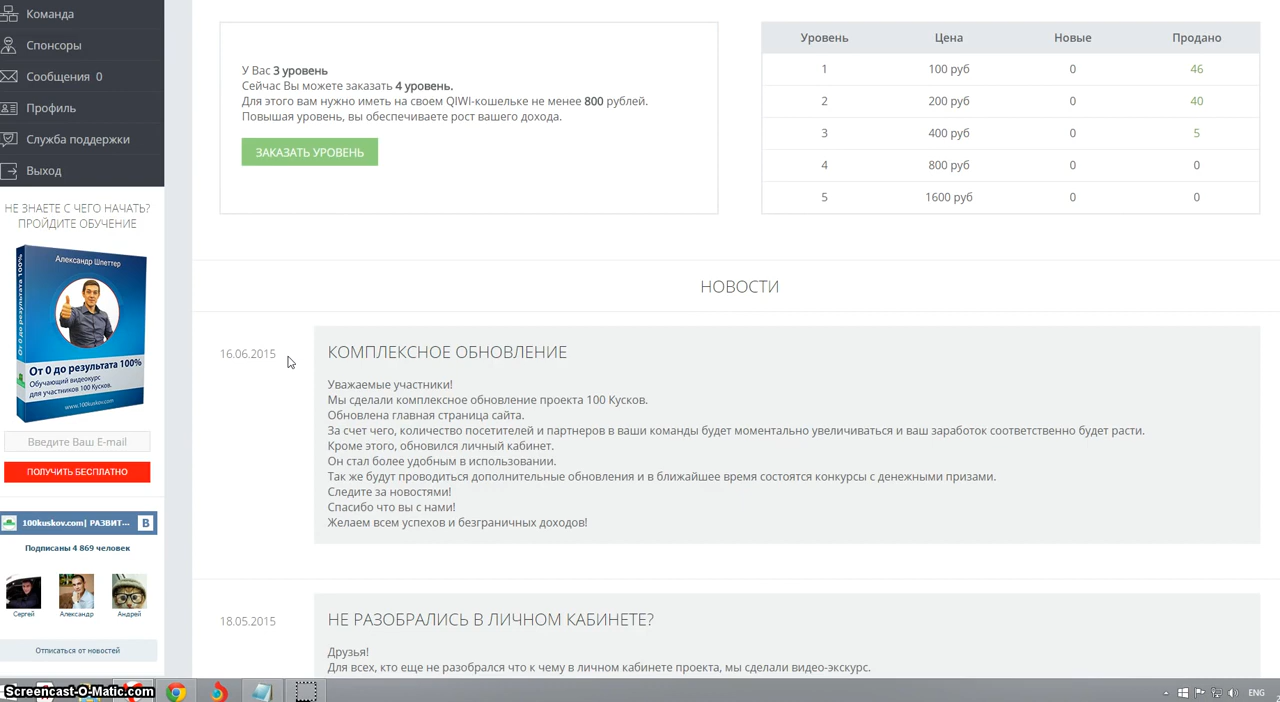 Команда
Спонсоры
Сообщения 0
Профиль
Служба поддержки
Выход
НЕ ЗНАЕТЕ С ЧЕГО НАЧАТЬ?
ПРОЙДИТЕ ОБУЧЕНИЕ
Александр Шпеттер
От 0 до результата 100%
От 0 до результата 100%
Обучающий видеокурс
для участников 100 Кусков.
www.100kuskov.com
Введите Ваш E-mail
ПОЛУЧИТЬ БЕСПЛАТНО
100kuskov.com| РАЗВИТ...
B
Подписаны 4 869 человек
Сергей Александр Андрей
Отписаться от новостей
У Вас 3 уровень
Сейчас Вы можете заказать 4 уровень.
Для этого вам нужно иметь на своем QIWI-кошельке не менее 800 рублей.
Повышая уровень, вы обеспечиваете рост вашего дохода.
ЗАКАЗАТЬ УРОВЕНЬ
Уровень Цена Новые Продано
1 100 руб 0 46
2 200 руб 0 40
3 400 руб 0 5
4 800 руб 0 0
5 1600 руб 0 0
НОВОСТИ
16.06.2015
КОМПЛЕКСНОЕ ОБНОВЛЕНИЕ
Уважаемые участники!
Мы сделали комплексное обновление проекта 100 Кусков.
Обновлена главная страница сайта.
За счет чего, количество посетителей и партнеров в ваши команды будет моментально увеличиваться и ваш заработок соответственно будет расти.
Кроме этого, обновился личный кабинет.
Он стал более удобным в использовании.
Так же будут проводиться дополнительные обновления и в ближайшее время состоятся конкурсы с денежными призами.
Следите за новостями!
Спасибо что вы с нами!
Желаем всем успехов и безграничных доходов!
18.05.2015
НЕ РАЗОБРАЛИСЬ В ЛИЧНОМ КАБИНЕТЕ?
Друзья!
Для всех, кто еще не разобрался что к чему в личном кабинете проекта, мы сделали видео-экскурс.
Screencast-O-Matic.com
ENG